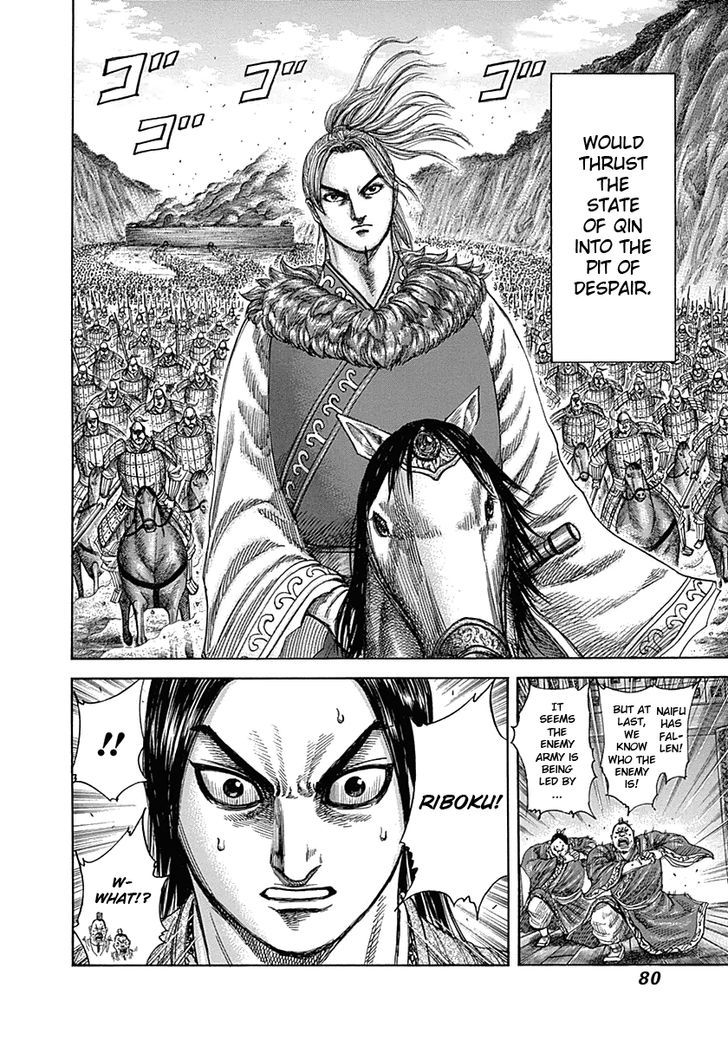 ゴゴ
ゴゴ
WOULD
THRUST
THE
STATE
OF QIN
INTO THE
PIT OF
DESPAIR.
NAIFU
HAS
FAL-
LEN!
BUT AT
LAST,
WE
KNOW
WHO THE
ENEMY
IS!
IT
SEEMS
THE
ENEMY
ARMY IS
BEING
LED
BY ...
RIBOKU!
!!
W-
WHAT!?
80